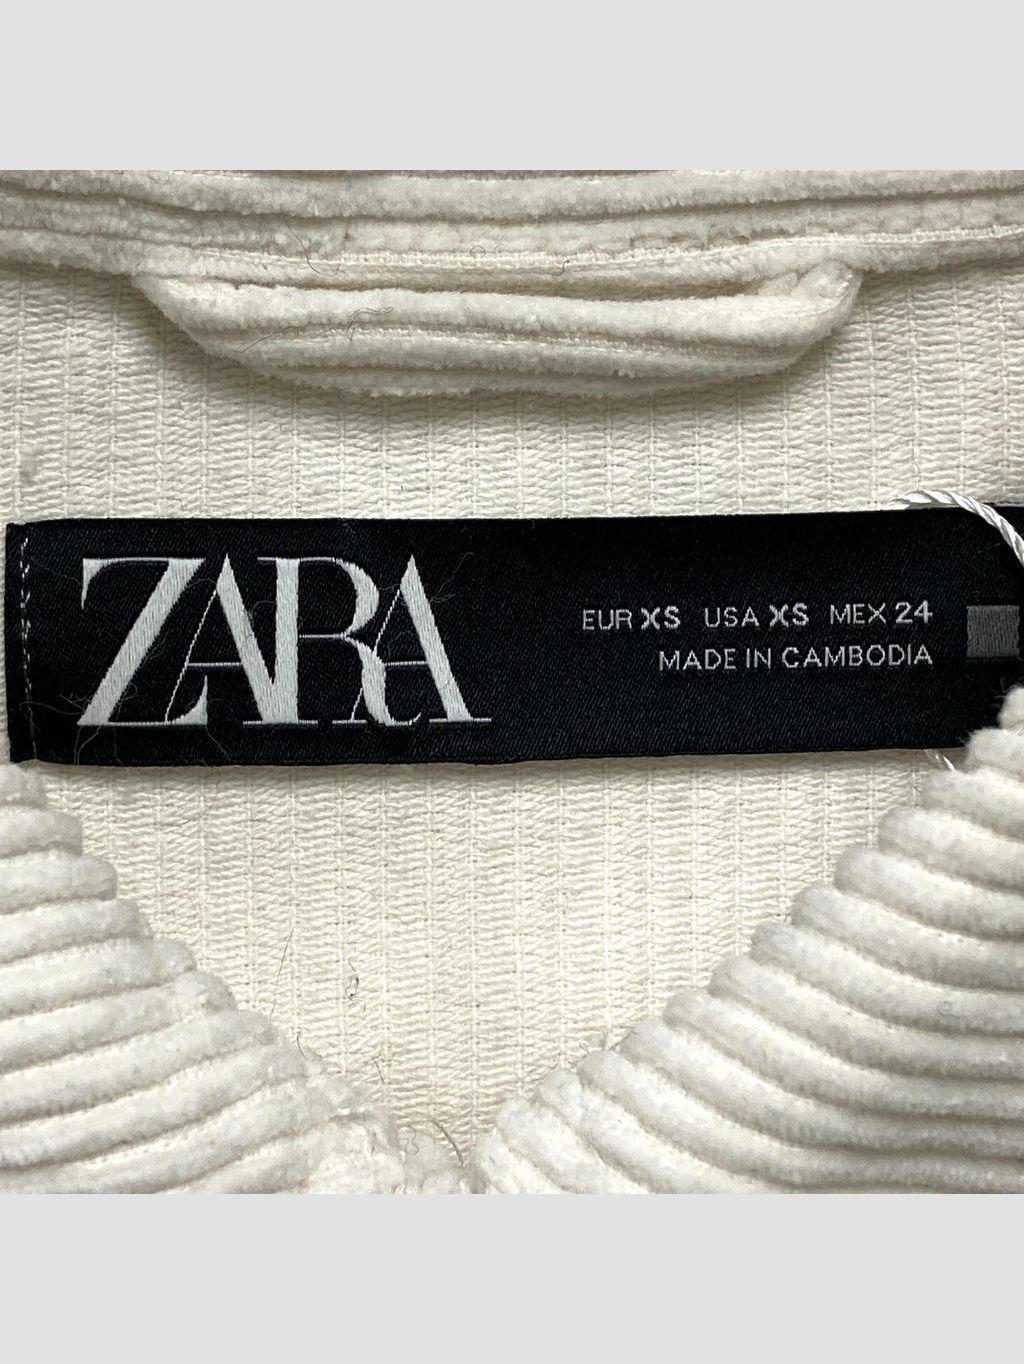 ZARA
EUR XS USA XS MEX 24
MADE IN CAMBODIA